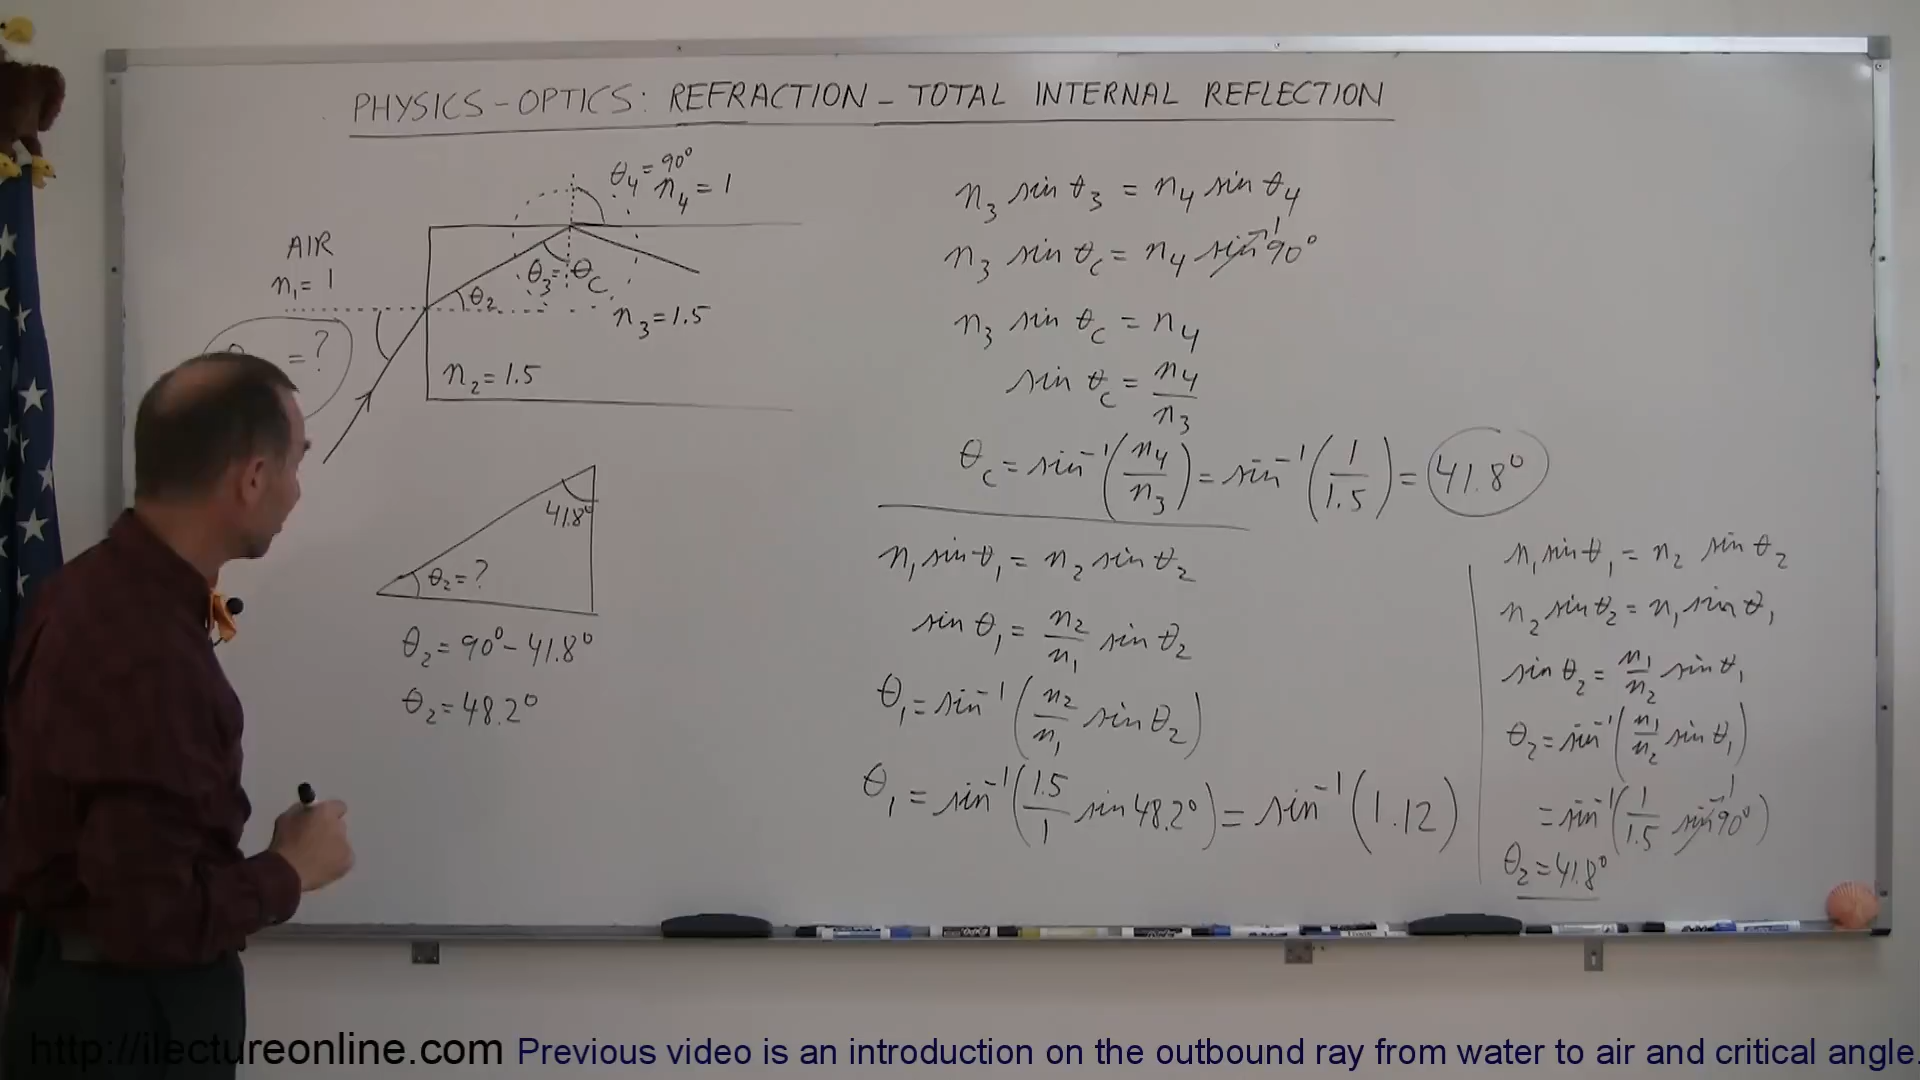 PHYSICS-OPTICS: REFRACTION - TOTAL INTERNAL REFLECTION
θ₄ = 90°
n₄ = 1
AIR
n₁ = 1
θ₃ = θc
θ₂
n₃ = 1.5
= ?
n₂ = 1.5
41.8°
θ₂ = ?
θ₂ = 90° - 41.8°
θ₂ = 48.2°
n₃ sin θ₃ = n₄ sin θ₄
n₃ sin θc = n₄ sin 90° 1
n₃ sin θc = n₄
sin θc = n₄/n₃
θc = sin⁻¹(n₄/n₃) = sin⁻¹(1/1.5) = 41.8°
n₁ sin θ₁ = n₂ sin θ₂
sin θ₁ = n₂/n₁ sin θ₂
θ₁ = sin⁻¹(n₂/n₁ sin θ₂)
θ₁ = sin⁻¹(1.5/1 sin 48.2°) = sin⁻¹(1.12)
n₁ sin θ₁ = n₂ sin θ₂
n₂ sin θ₂ = n₁ sin θ₁
sin θ₂ = n₁/n₂ sin θ₁
θ₂ = sin⁻¹(n₁/n₂ sin θ₁)
= sin⁻¹(1/1.5 sin 90° 1)
θ₂ = 41.8°
http://ilectureonline.com Previous video is an introduction on the outbound ray from water to air and critical angle.